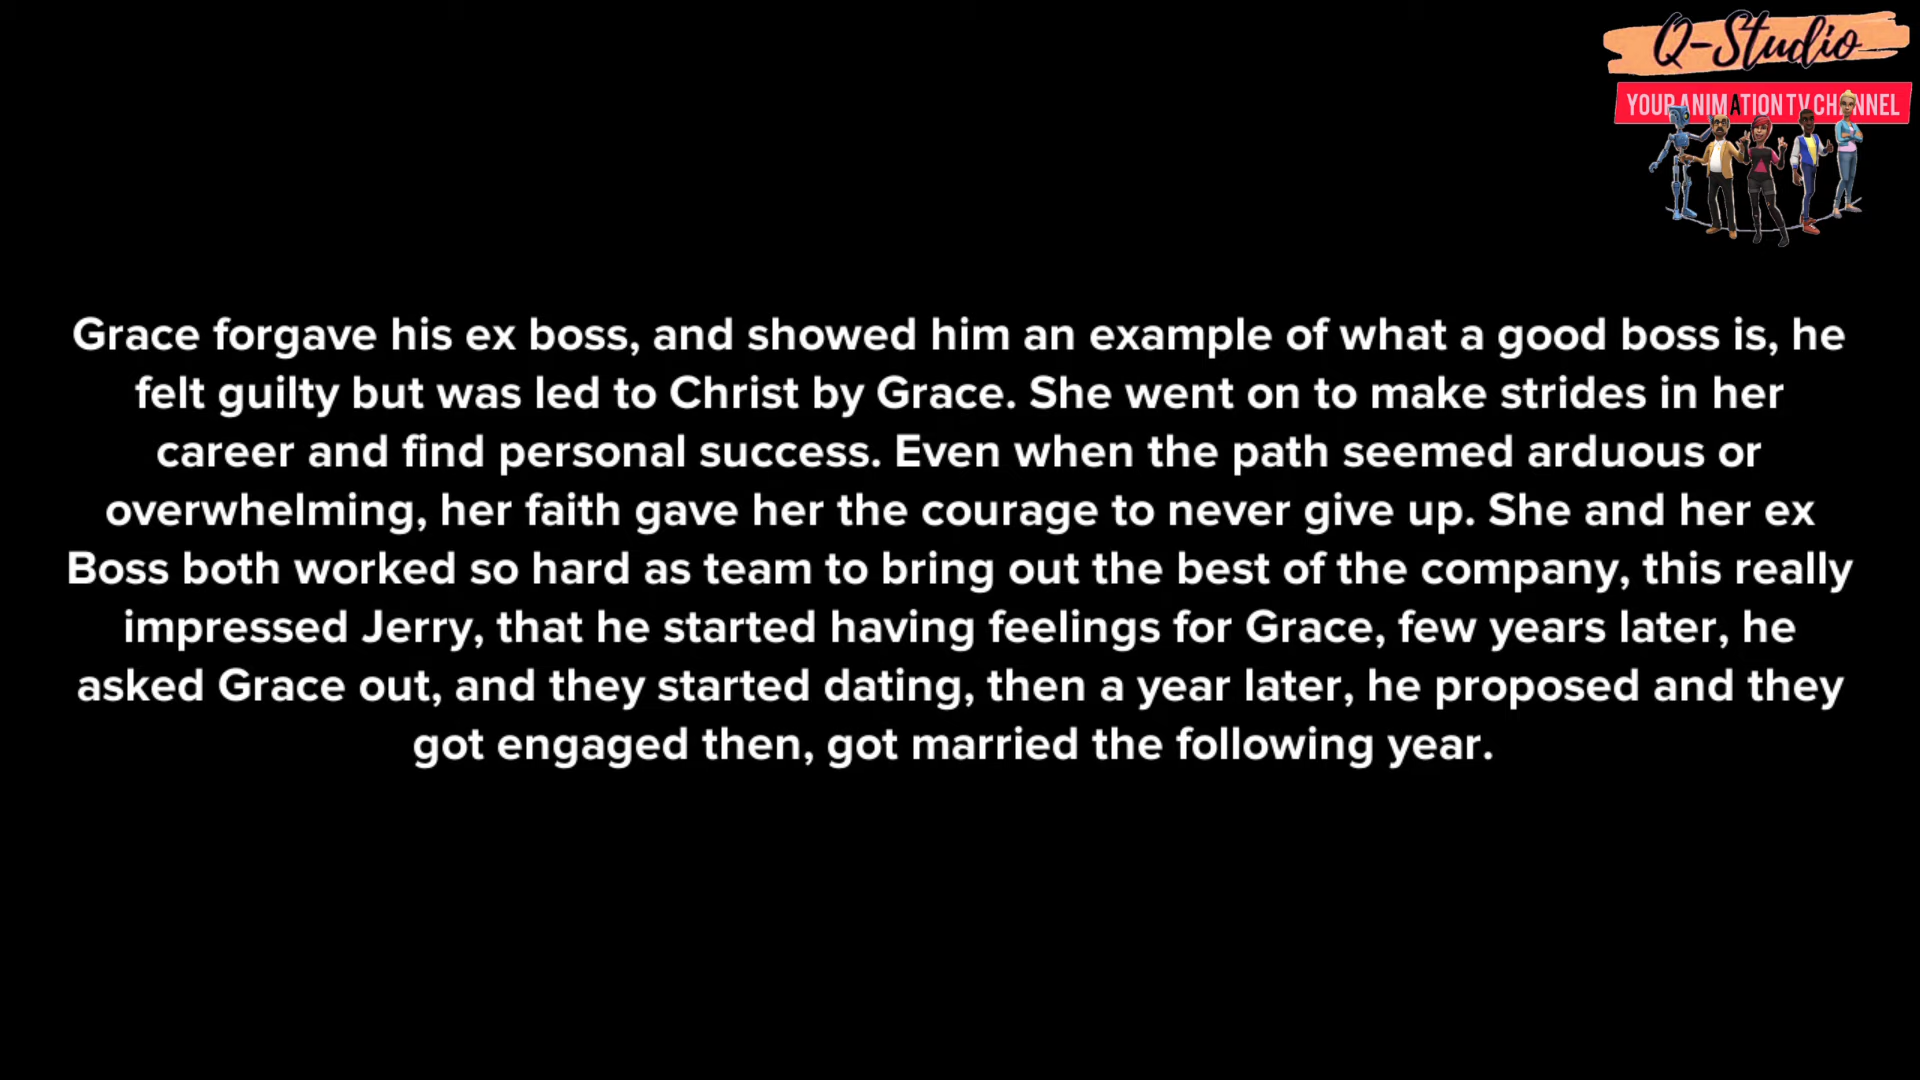 Q-Studio
YOUR ANIMATION TV CHANNEL
Grace forgave his ex boss, and showed him an example of what a good boss is, he
felt guilty but was led to Christ by Grace. She went on to make strides in her
career and find personal success. Even when the path seemed arduous or
overwhelming, her faith gave her the courage to never give up. She and her ex
Boss both worked so hard as team to bring out the best of the company, this really
impressed Jerry, that he started having feelings for Grace, few years later, he
asked Grace out, and they started dating, then a year later, he proposed and they
got engaged then, got married the following year.